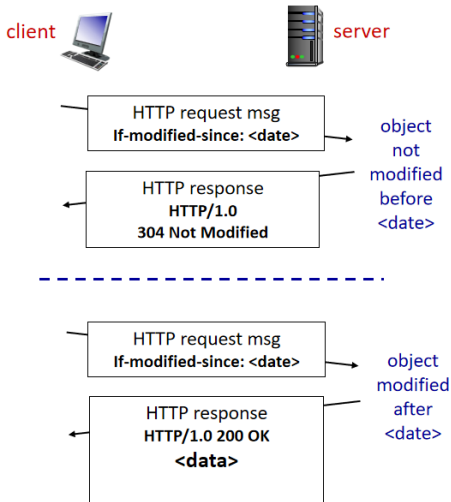 client
server
HTTP request msg
If-modified-since: <date>
object
not
modified
before
<date>
HTTP response
HTTP/1.0
304 Not Modified
HTTP request msg
If-modified-since: <date>
object
modified
after
<date>
HTTP response
HTTP/1.0 200 OK
<data>